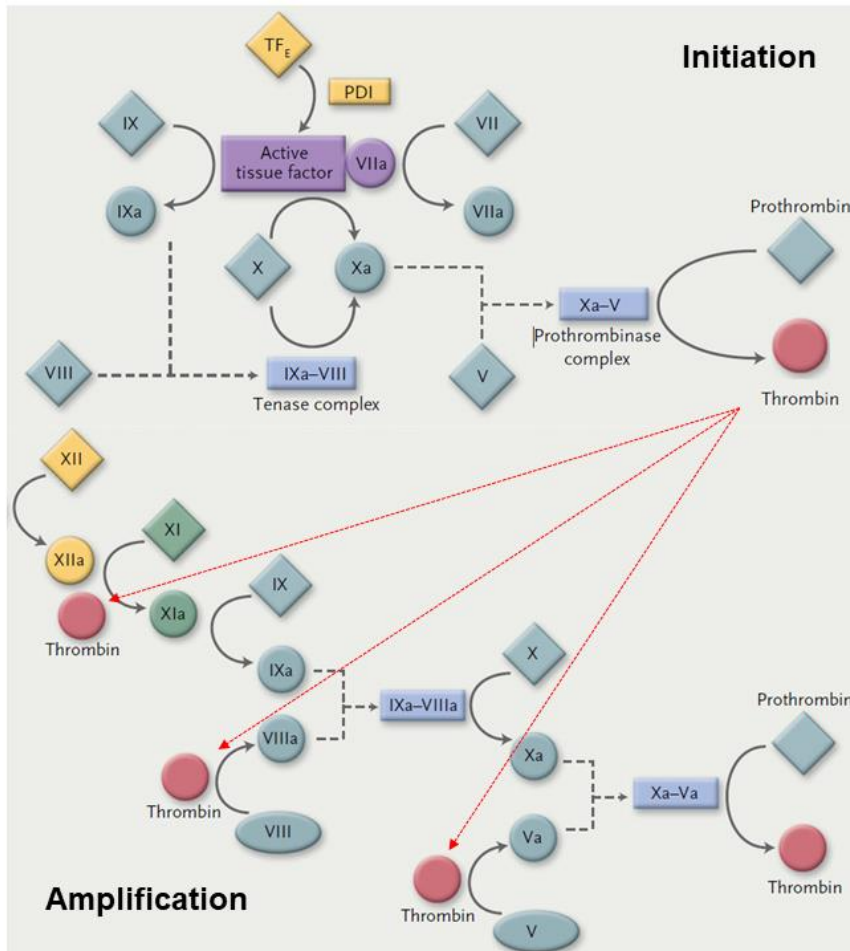 TFE
Initiation
PDI
IX
VII
Active
tissue factor
VIIa
IXa
VIIa
Prothrombin
X
Xa
Xa–V
Prothrombinase
complex
VIII
IXa–VIII
V
Tenase complex
Thrombin
XII
XI
XIIa
IX
XIa
Thrombin
X
IXa
IXa–VIIIa
Prothrombin
VIIIa
Xa
Xa–Va
Thrombin
VIII
Va
Amplification
Thrombin
V
Thrombin